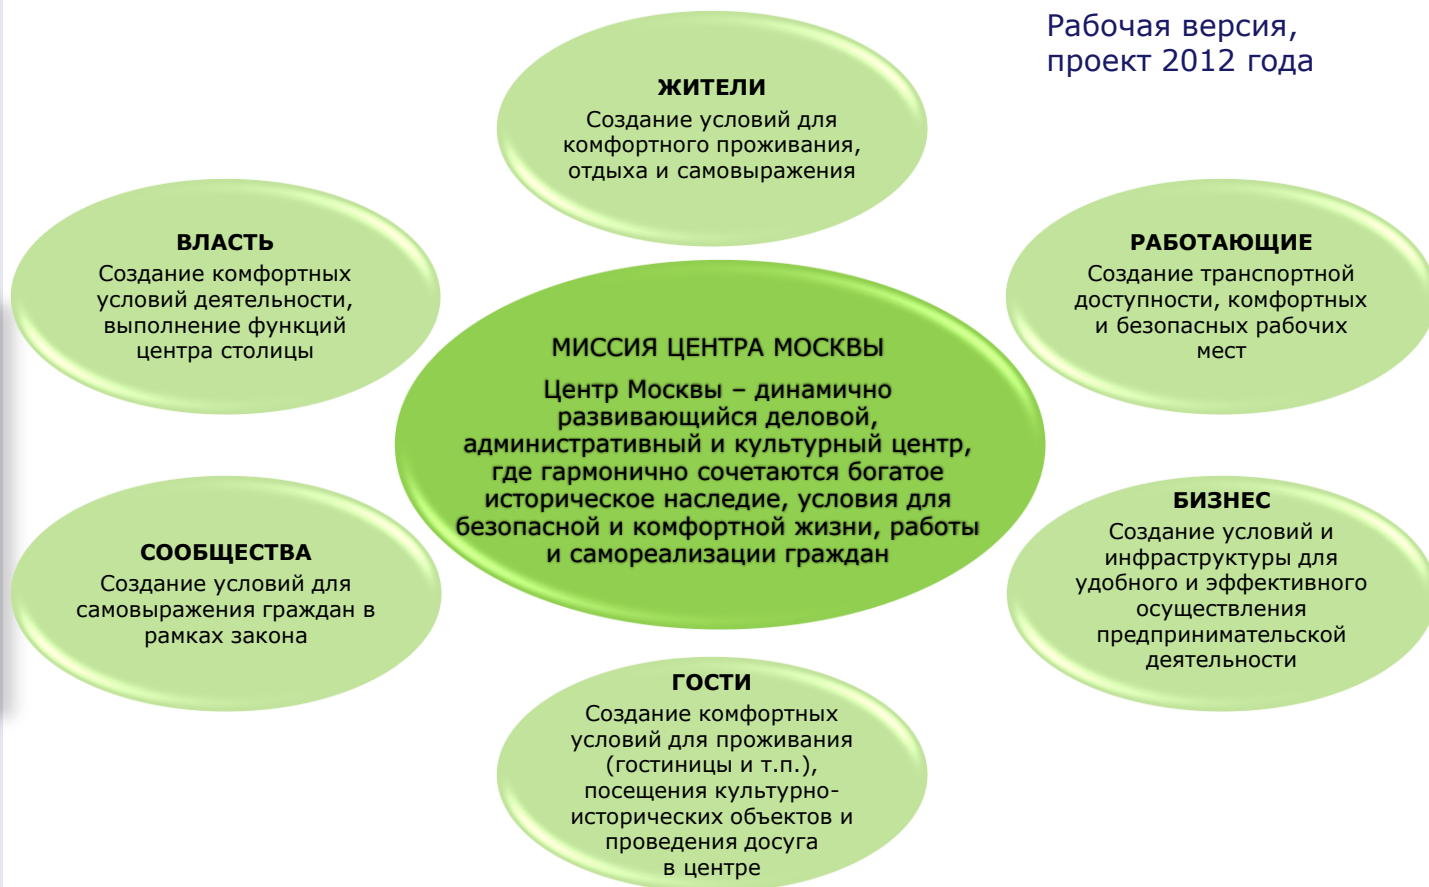 Рабочая версия,
проект 2012 года
ЖИТЕЛИ
Создание условий для
комфортного проживания,
отдыха и самовыражения
ВЛАСТЬ
Создание комфортных
условий деятельности,
выполнение функций
центра столицы
РАБОТАЮЩИЕ
Создание транспортной
доступности, комфортных
и безопасных рабочих
мест
МИССИЯ ЦЕНТРА МОСКВЫ
Центр Москвы – динамично
развивающийся деловой,
административный и культурный центр,
где гармонично сочетаются богатое
историческое наследие, условия для
безопасной и комфортной жизни, работы
и самореализации граждан
СООБЩЕСТВА
Создание условий для
самовыражения граждан в
рамках закона
БИЗНЕС
Создание условий и
инфраструктуры для
удобного и эффективного
осуществления
предпринимательской
деятельности
ГОСТИ
Создание комфортных
условий для проживания
(гостиницы и т.п.),
посещения культурно-
исторических объектов и
проведения досуга
в центре